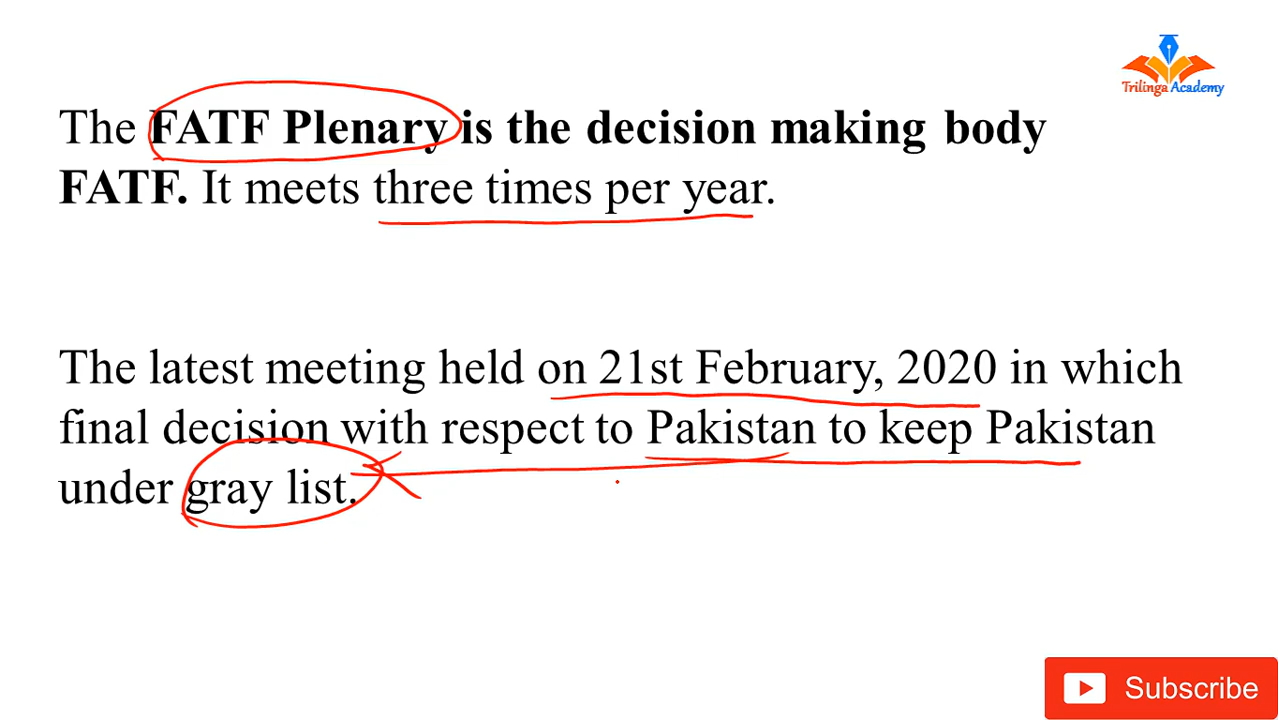 Trilinga Academy
The FATF Plenary is the decision making body
FATF. It meets three times per year.
The latest meeting held on 21st February, 2020 in which
final decision with respect to Pakistan to keep Pakistan
under gray list.
Subscribe